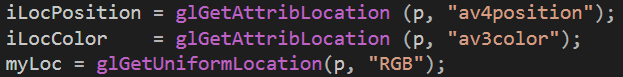 iLocPosition = glGetAttribLocation (p, "av4position");
iLocColor    = glGetAttribLocation (p, "av3color");
myLoc = glGetUniformLocation(p, "RGB");